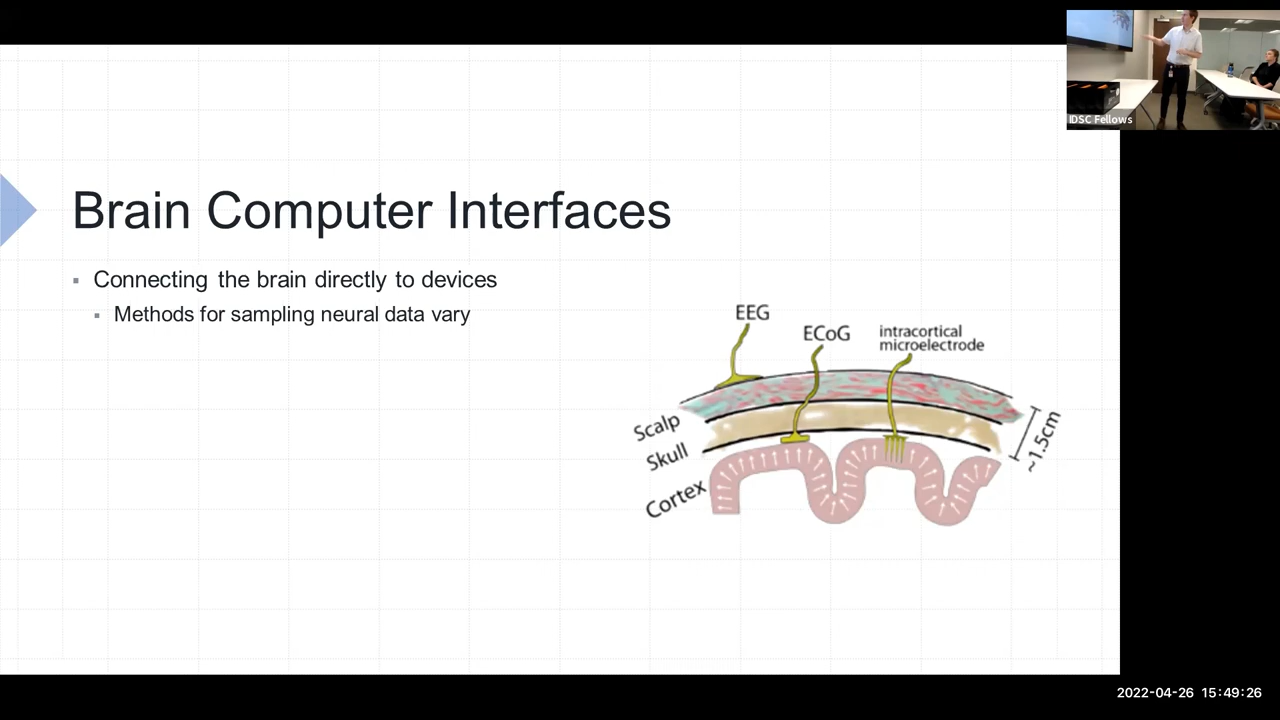 IDSC Fellows
Brain Computer Interfaces
Connecting the brain directly to devices
Methods for sampling neural data vary
EEG
ECoG
intracortical
microelectrode
Scalp
Skull
Cortex
~1.5cm
2022-04-26 15:49:26